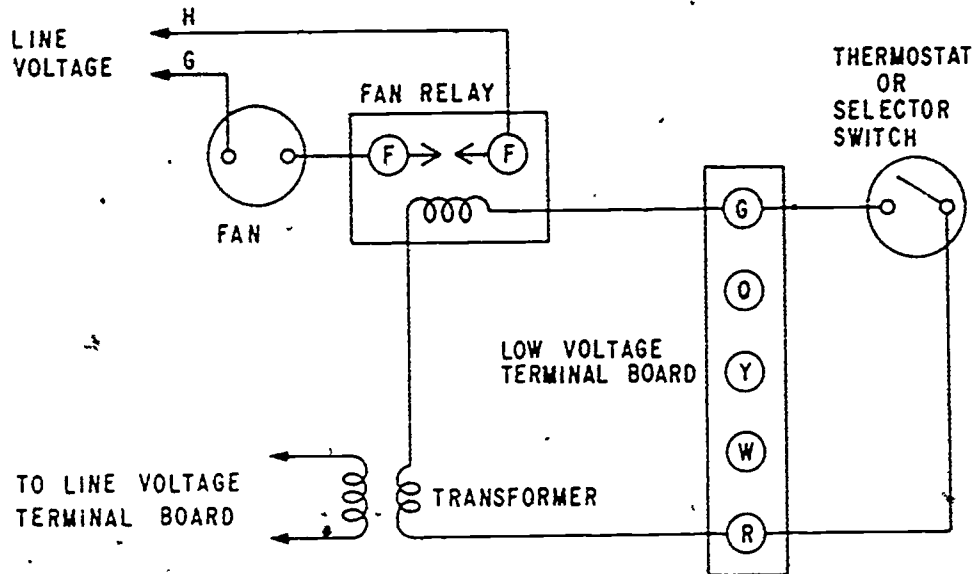 H
LINE
VOLTAGE
G
THERMOSTAT
OR
SELECTOR
SWITCH
FAN RELAY
F F
FAN
G
O
LOW VOLTAGE
TERMINAL BOARD
Y
W
TO LINE VOLTAGE
TERMINAL BOARD
TRANSFORMER
R